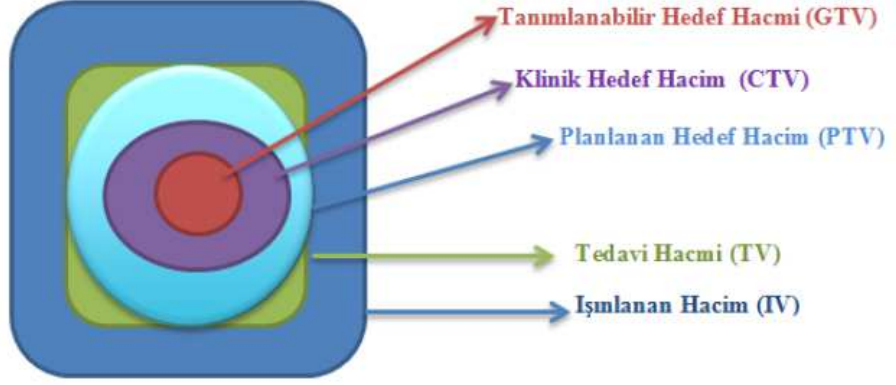 Tanımlanabilir Hedef Hacmi (GTV)
Klinik Hedef Hacim (CTV)
Planlanan Hedef Hacim (PTV)
Tedavi Hacmi (TV)
Işınlanan Hacim (IV)